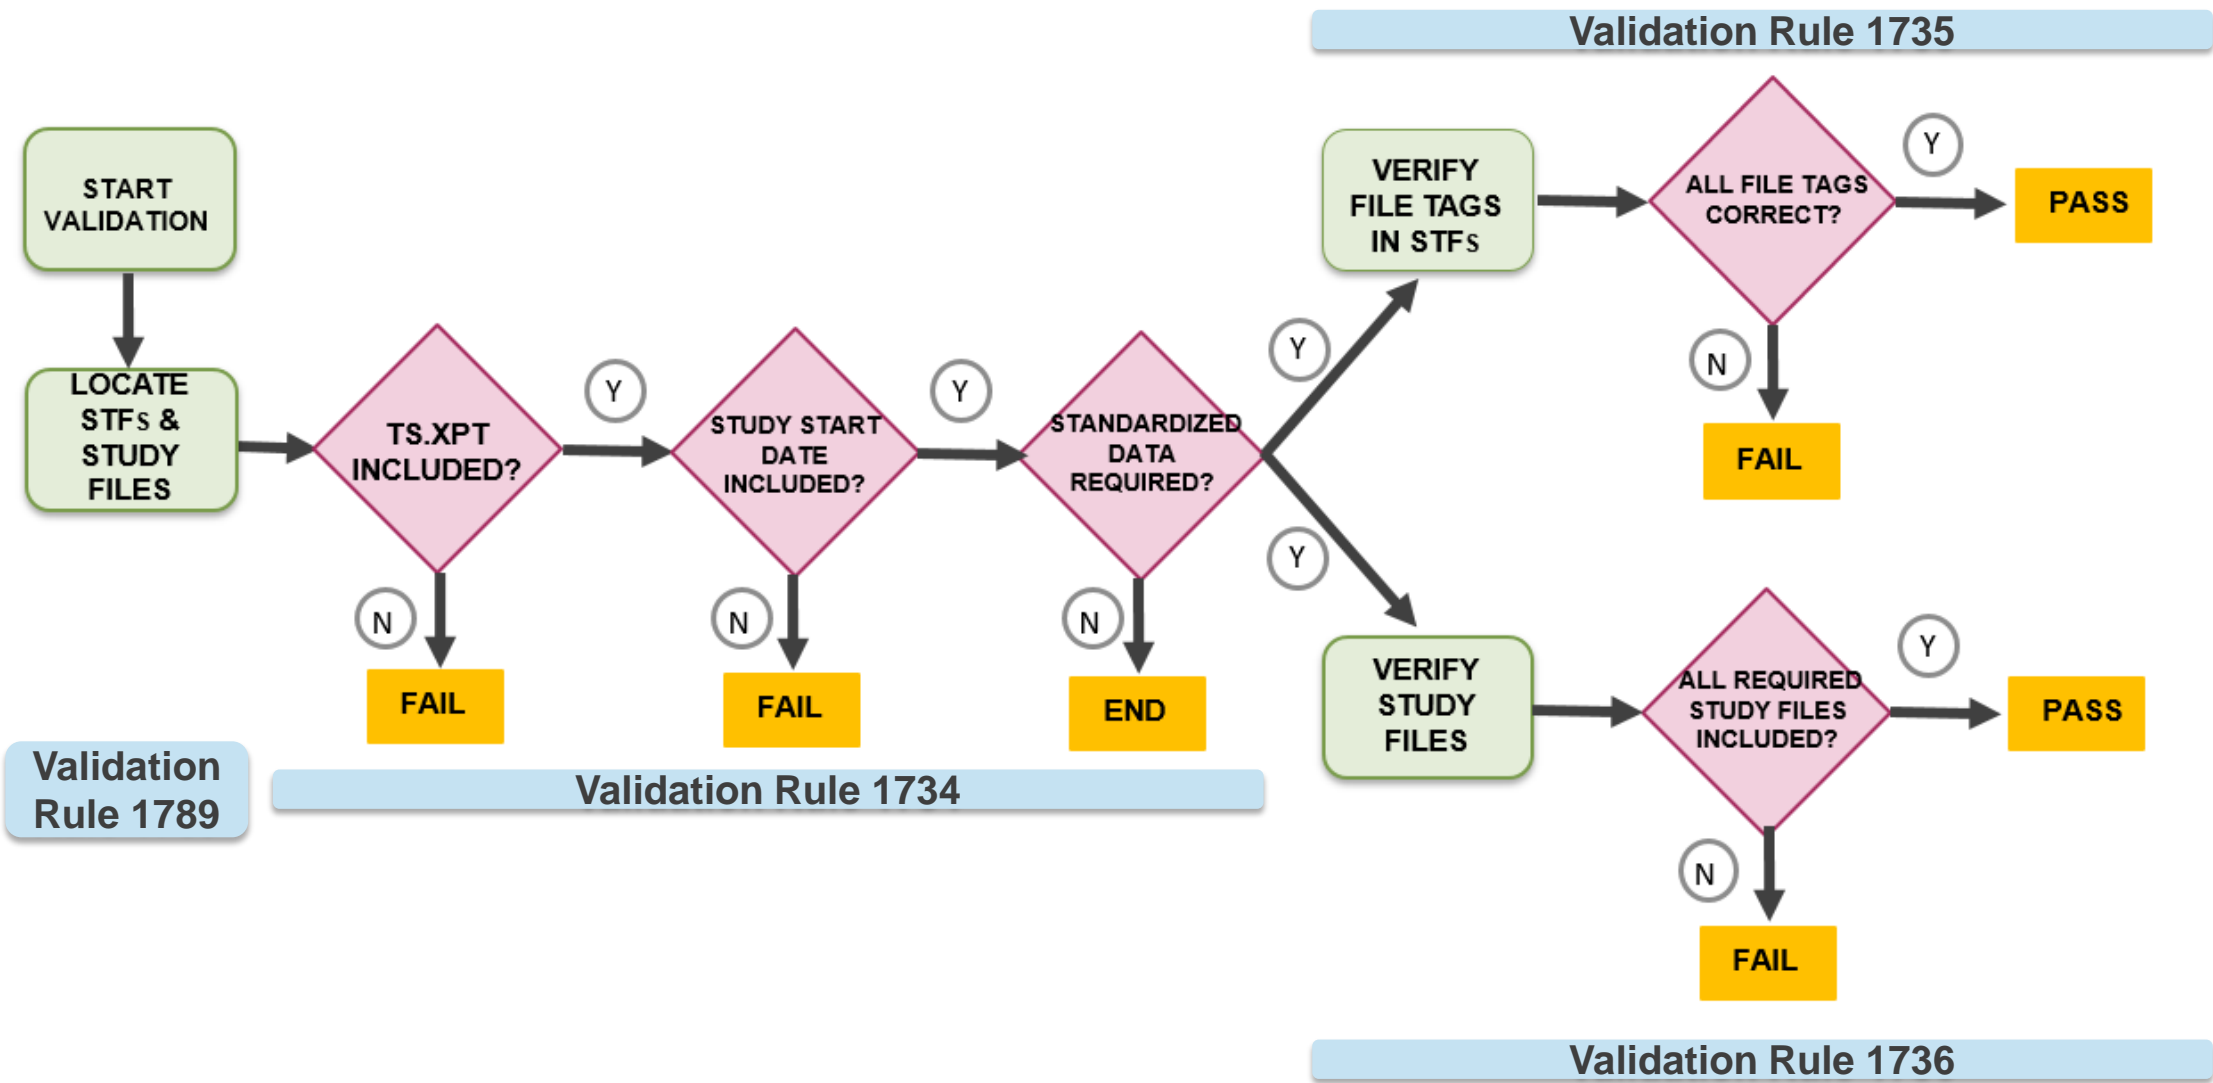 Validation Rule 1735
START
VALIDATION
LOCATE
STFs &
STUDY
FILES
TS.XPT
INCLUDED?
Y
N
FAIL
STUDY START
DATE
INCLUDED?
Y
N
FAIL
STANDARDIZED
DATA
REQUIRED?
N
END
Y
VERIFY
FILE TAGS
IN STFs
ALL FILE TAGS
CORRECT?
Y
PASS
N
FAIL
Y
VERIFY
STUDY
FILES
ALL REQUIRED
STUDY FILES
INCLUDED?
Y
PASS
N
FAIL
Validation
Rule 1789
Validation Rule 1734
Validation Rule 1736